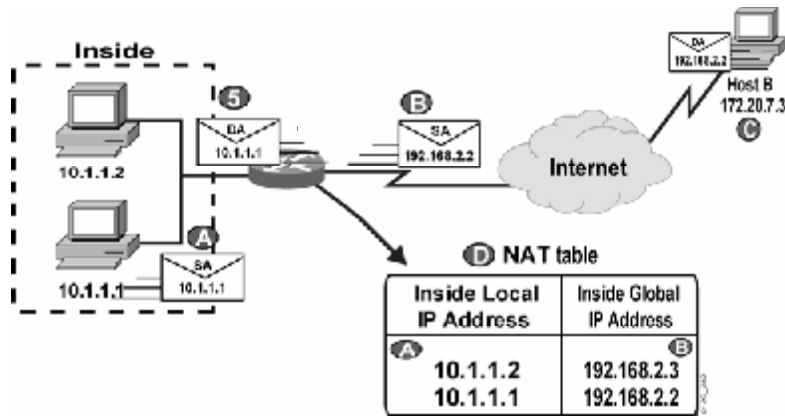 Inside
10.1.1.2
10.1.1.1
A
SA
10.1.1.1
5
DA
10.1.1.1
B
SA
192.168.2.2
Internet
DA
192.168.2.2
Host B
172.20.7.3
C
D NAT table
Inside Local
IP Address
Inside Global
IP Address
A
B
10.1.1.2 192.168.2.3
10.1.1.1 192.168.2.2